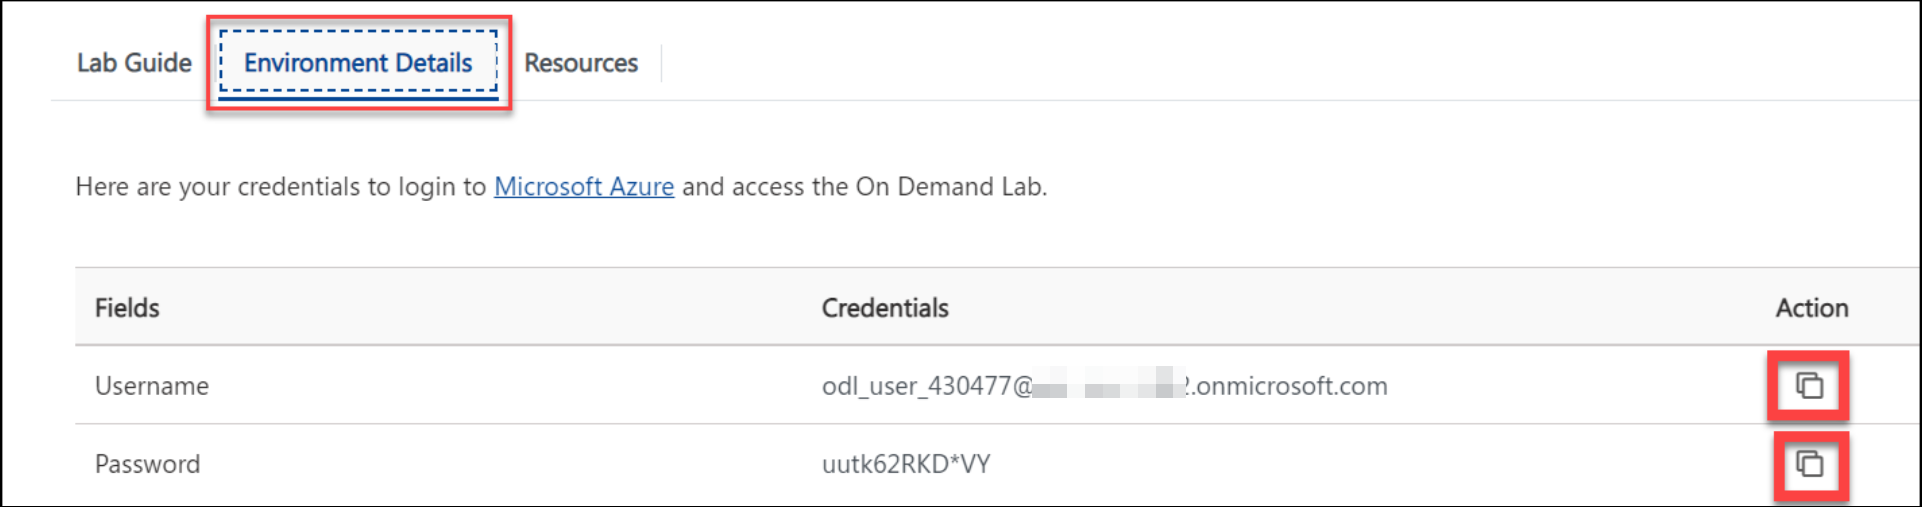 Lab Guide Environment Details Resources
Here are your credentials to login to Microsoft Azure and access the On Demand Lab.
Fields Credentials Action
Username odl_user_430477@ .onmicrosoft.com
Password uutk62RKD*VY